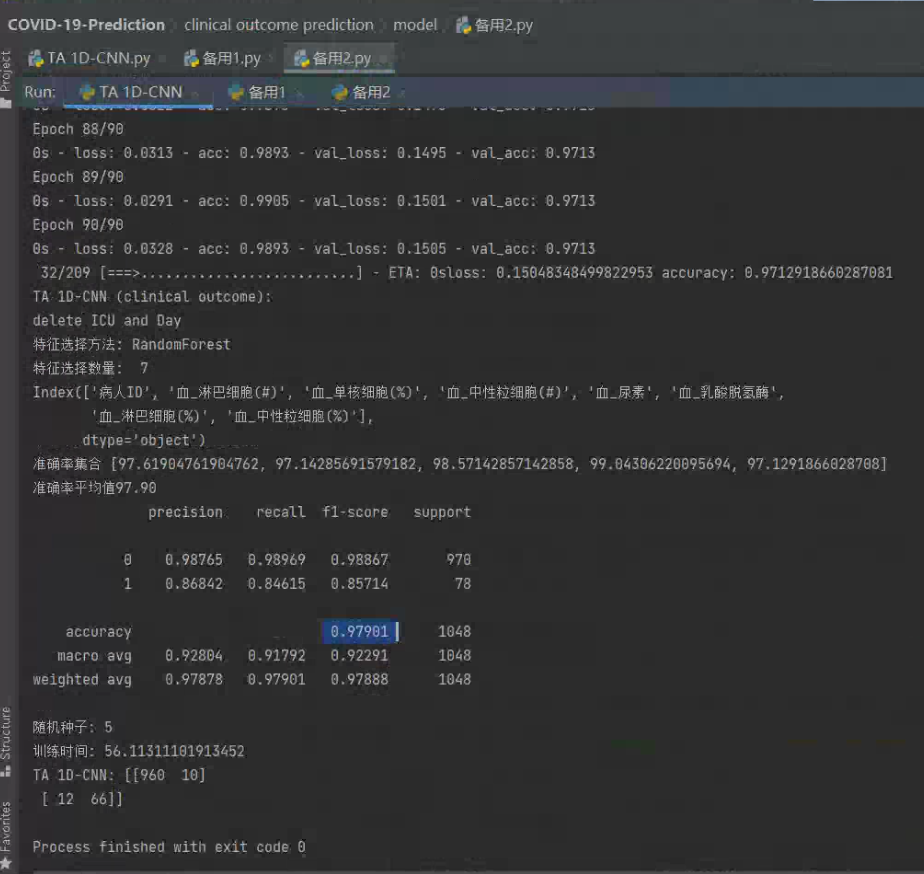 COVID-19-Prediction clinical outcome prediction model 备用2.py
TA 1D-CNN.py 备用1.py 备用2.py
Project
Run: TA 1D-CNN 备用1 备用2
Epoch 88/90
0s - loss: 0.0313 - acc: 0.9893 - val_loss: 0.1495 - val_acc: 0.9713
Epoch 89/90
0s - loss: 0.0291 - acc: 0.9905 - val_loss: 0.1501 - val_acc: 0.9713
Epoch 90/90
0s - loss: 0.0328 - acc: 0.9893 - val_loss: 0.1505 - val_acc: 0.9713
32/209 [===>..........................] - ETA: 0sloss: 0.15048348499822953 accuracy: 0.9712918660287081
TA 1D-CNN (clinical outcome):
delete ICU and Day
特征选择方法: RandomForest
特征选择数量: 7
Index(['病人ID', '血_淋巴细胞(#)', '血_单核细胞(%)', '血_中性粒细胞(#)', '血_尿素', '血_乳酸脱氢酶',
'血_淋巴细胞(%)', '血_中性粒细胞(%)'],
dtype='object')
准确率集合 [97.61904761904762, 97.14285691579182, 98.57142857142858, 99.04306220095694, 97.1291866028708]
准确率平均值97.90
precision recall f1-score support
0 0.98765 0.98969 0.98867 970
1 0.86842 0.84615 0.85714 78
accuracy 0.97901 1048
macro avg 0.92804 0.91792 0.92291 1048
weighted avg 0.97878 0.97901 0.97888 1048
随机种子: 5
训练时间: 56.11311101913452
TA 1D-CNN: [[960 10]
[ 12 66]]
Process finished with exit code 0
Structure
Favorites